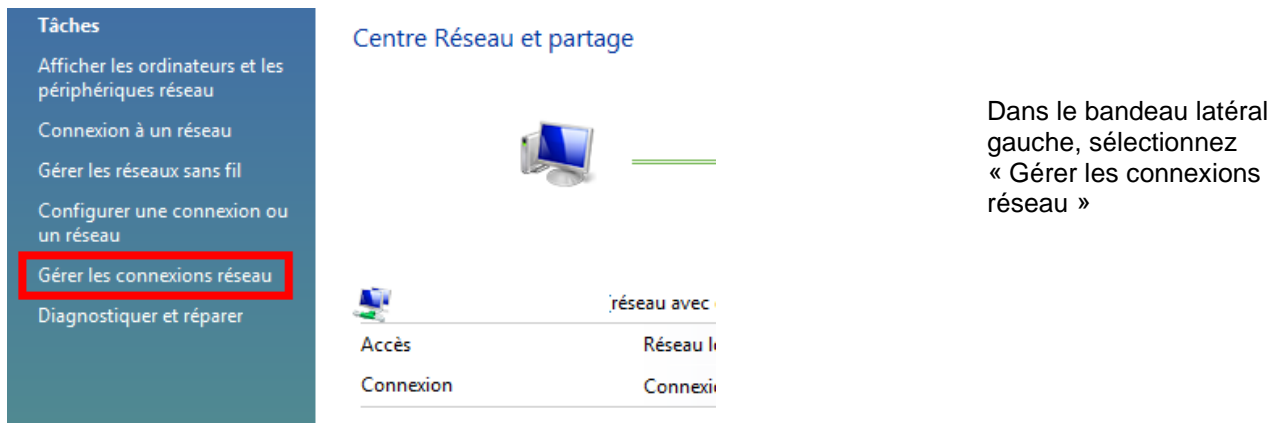 Tâches
Afficher les ordinateurs et les
périphériques réseau
Connexion à un réseau
Gérer les réseaux sans fil
Configurer une connexion ou
un réseau
Gérer les connexions réseau
Diagnostiquer et réparer
Centre Réseau et partage
réseau avec
Accès
Réseau
Connexion
Dans le bandeau latéral
gauche, sélectionnez
« Gérer les connexions
réseau »